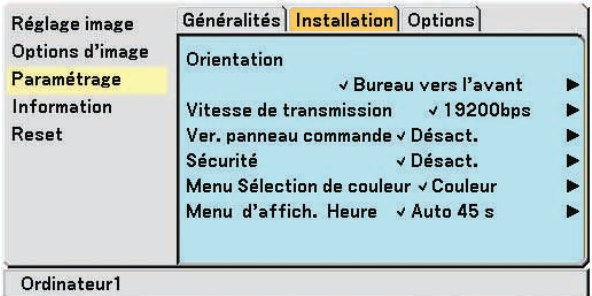 Réglage image
Options d'image
Paramétrage
Information
Reset
Généralités Installation Options
Orientation
✓ Bureau vers l'avant ▶
Vitesse de transmission ✓ 19200bps ▶
Ver. panneau commande ✓ Désact. ▶
Sécurité ✓ Désact. ▶
Menu Sélection de couleur ✓ Couleur ▶
Menu d'affich. Heure ✓ Auto 45 s ▶
Ordinateur1